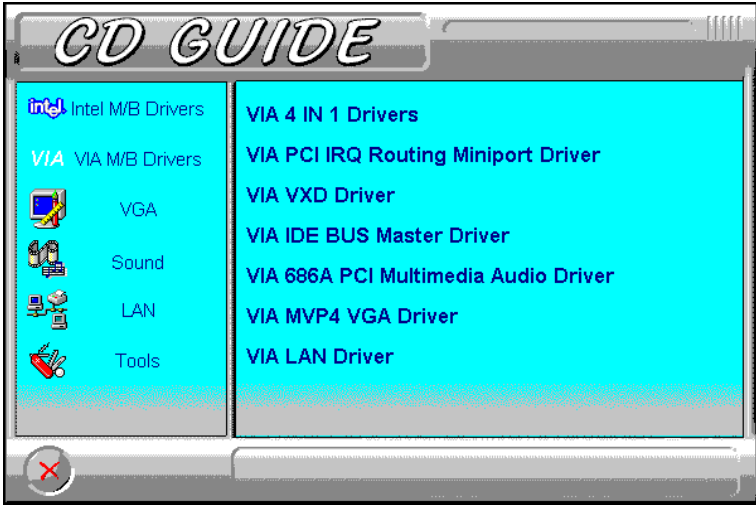 CD GUIDE
intel. Intel M/B Drivers
VIA VIA M/B Drivers
VGA
Sound
LAN
Tools
VIA 4 IN 1 Drivers
VIA PCI IRQ Routing Miniport Driver
VIA VXD Driver
VIA IDE BUS Master Driver
VIA 686A PCI Multimedia Audio Driver
VIA MVP4 VGA Driver
VIA LAN Driver